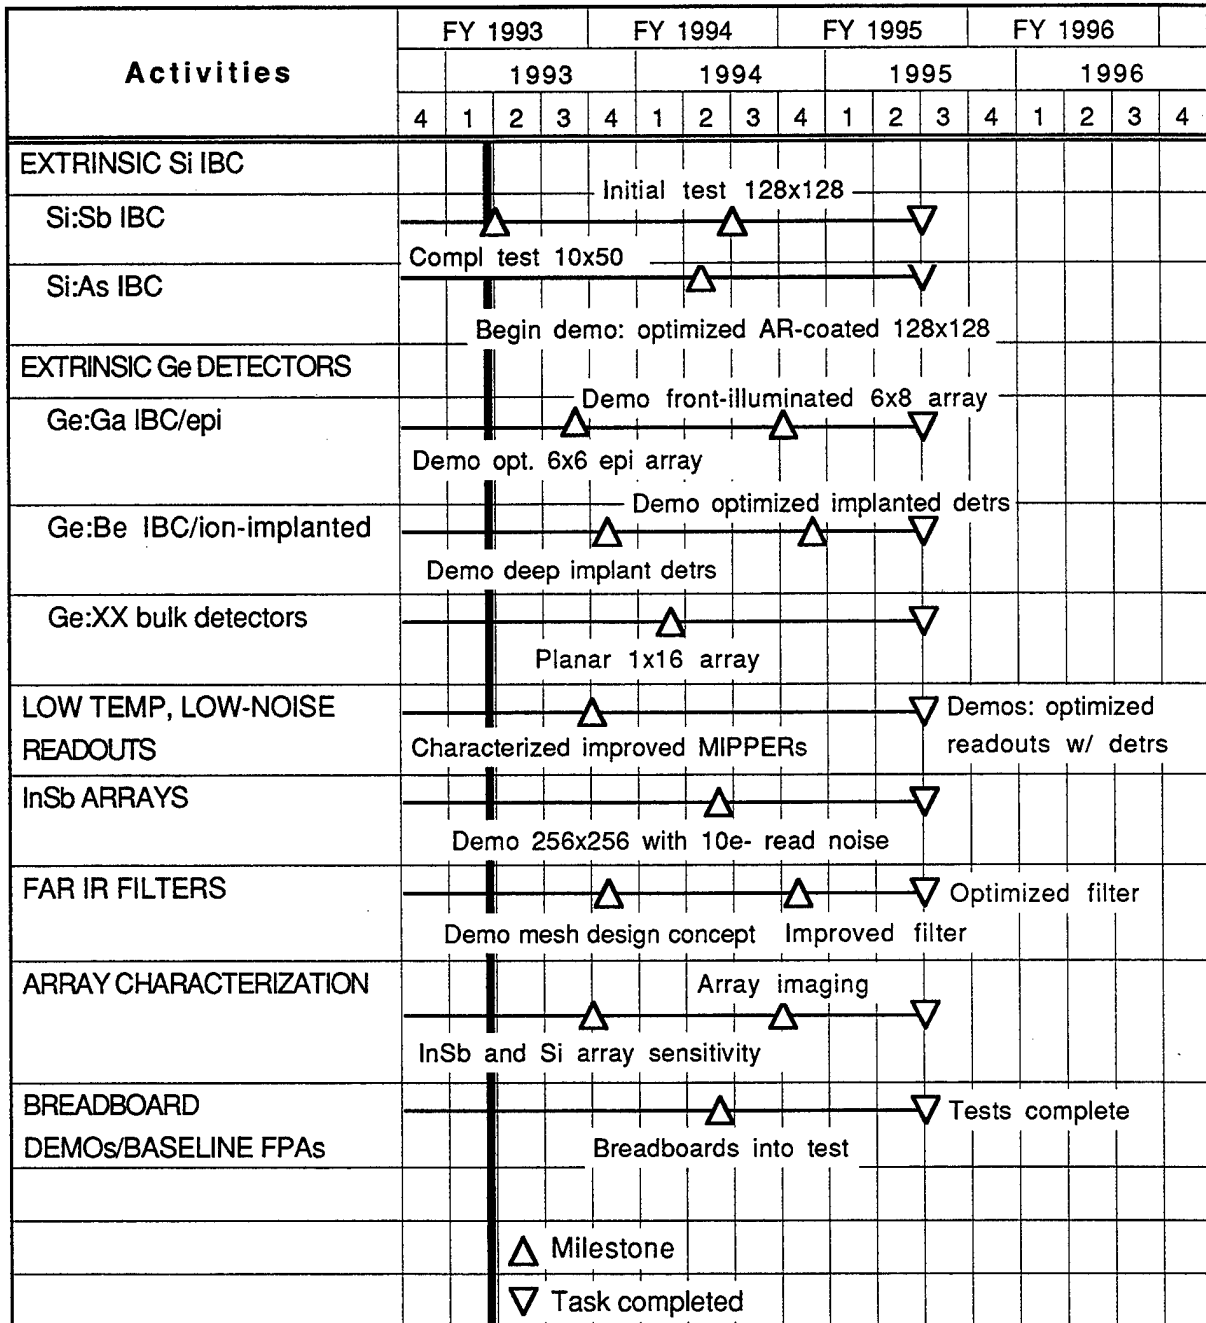 FY 1993 FY 1994 FY 1995 FY 1996
Activities
1993 1994 1995 1996
4 1 2 3 4 1 2 3 4 1 2 3 4 1 2 3 4
EXTRINSIC Si IBC
Initial test 128x128
Si:Sb IBC
Compl test 10x50
Si:As IBC
Begin demo: optimized AR-coated 128x128
EXTRINSIC Ge DETECTORS
Demo front-illuminated 6x8 array
Ge:Ga IBC/epi
Demo opt. 6x6 epi array
Demo optimized implanted detrs
Ge:Be IBC/ion-implanted
Demo deep implant detrs
Ge:XX bulk detectors
Planar 1x16 array
LOW TEMP, LOW-NOISE Demos: optimized
READOUTS Characterized improved MIPPERs readouts w/ detrs
InSb ARRAYS
Demo 256x256 with 10e- read noise
FAR IR FILTERS Optimized filter
Demo mesh design concept Improved filter
ARRAY CHARACTERIZATION Array imaging
InSb and Si array sensitivity
BREADBOARD Tests complete
DEMOs/BASELINE FPAs Breadboards into test
Milestone
Task completed